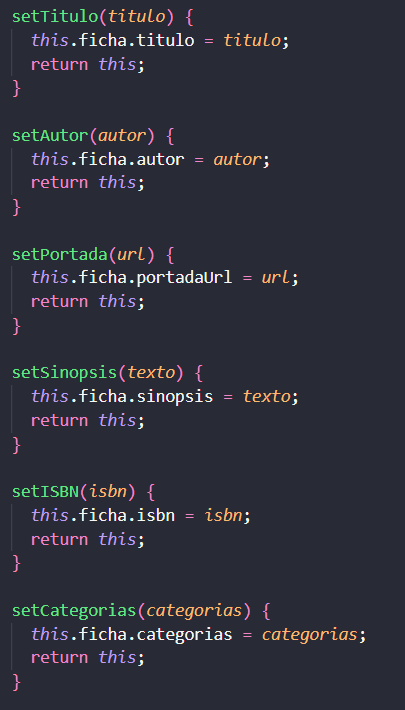 setTitulo(titulo) {
  this.ficha.titulo = titulo;
  return this;
}

setAutor(autor) {
  this.ficha.autor = autor;
  return this;
}

setPortada(url) {
  this.ficha.portadaUrl = url;
  return this;
}

setSinopsis(texto) {
  this.ficha.sinopsis = texto;
  return this;
}

setISBN(isbn) {
  this.ficha.isbn = isbn;
  return this;
}

setCategorias(categorias) {
  this.ficha.categorias = categorias;
  return this;
}